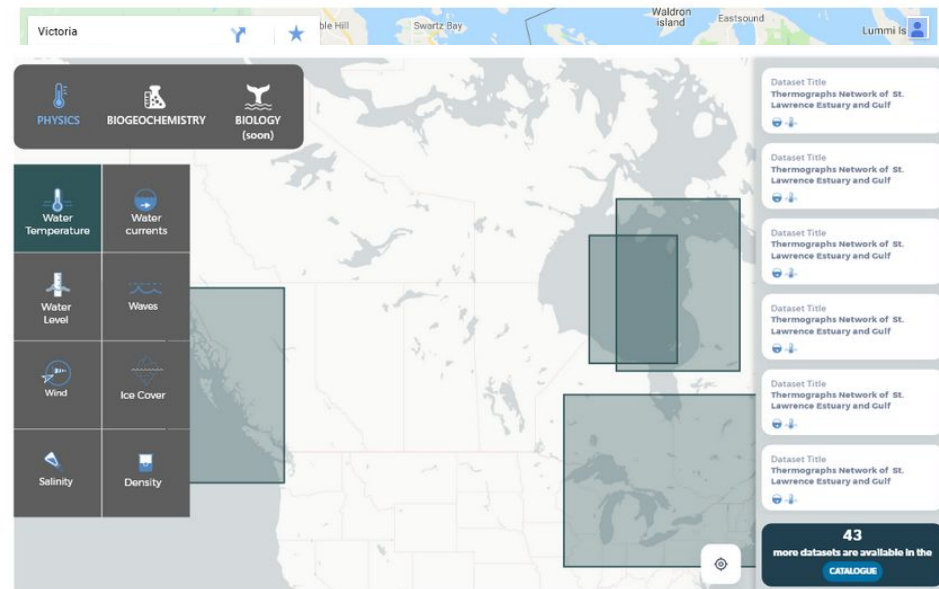 Victoria
ble Hill
Swartz Bay
Waldron
island
Eastsound
Lummi Is
PHYSICS
BIOGEOCHEMISTRY
BIOLOGY
(soon)
Water
Temperature
Water
currents
Water
Level
Waves
Wind
Ice Cover
Salinity
Density
Dataset Title
Thermographs Network of St.
Lawrence Estuary and Gulf
Dataset Title
Thermographs Network of St.
Lawrence Estuary and Gulf
Dataset Title
Thermographs Network of St.
Lawrence Estuary and Gulf
Dataset Title
Thermographs Network of St.
Lawrence Estuary and Gulf
Dataset Title
Thermographs Network of St.
Lawrence Estuary and Gulf
Dataset Title
Thermographs Network of St.
Lawrence Estuary and Gulf
43
more datasets are available in the
CATALOGUE